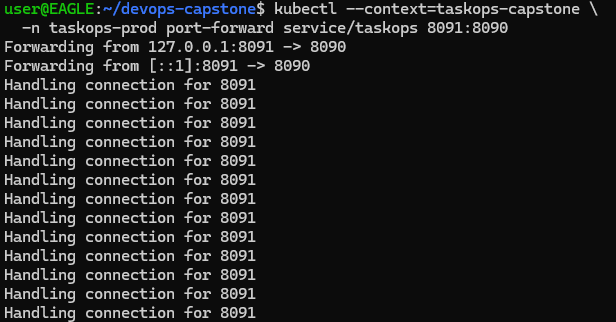 user@EAGLE:~/devops-capstone$ kubectl --context=taskops-capstone \
  -n taskops-prod port-forward service/taskops 8091:8090
Forwarding from 127.0.0.1:8091 -> 8090
Forwarding from [::1]:8091 -> 8090
Handling connection for 8091
Handling connection for 8091
Handling connection for 8091
Handling connection for 8091
Handling connection for 8091
Handling connection for 8091
Handling connection for 8091
Handling connection for 8091
Handling connection for 8091
Handling connection for 8091
Handling connection for 8091
Handling connection for 8091
Handling connection for 8091